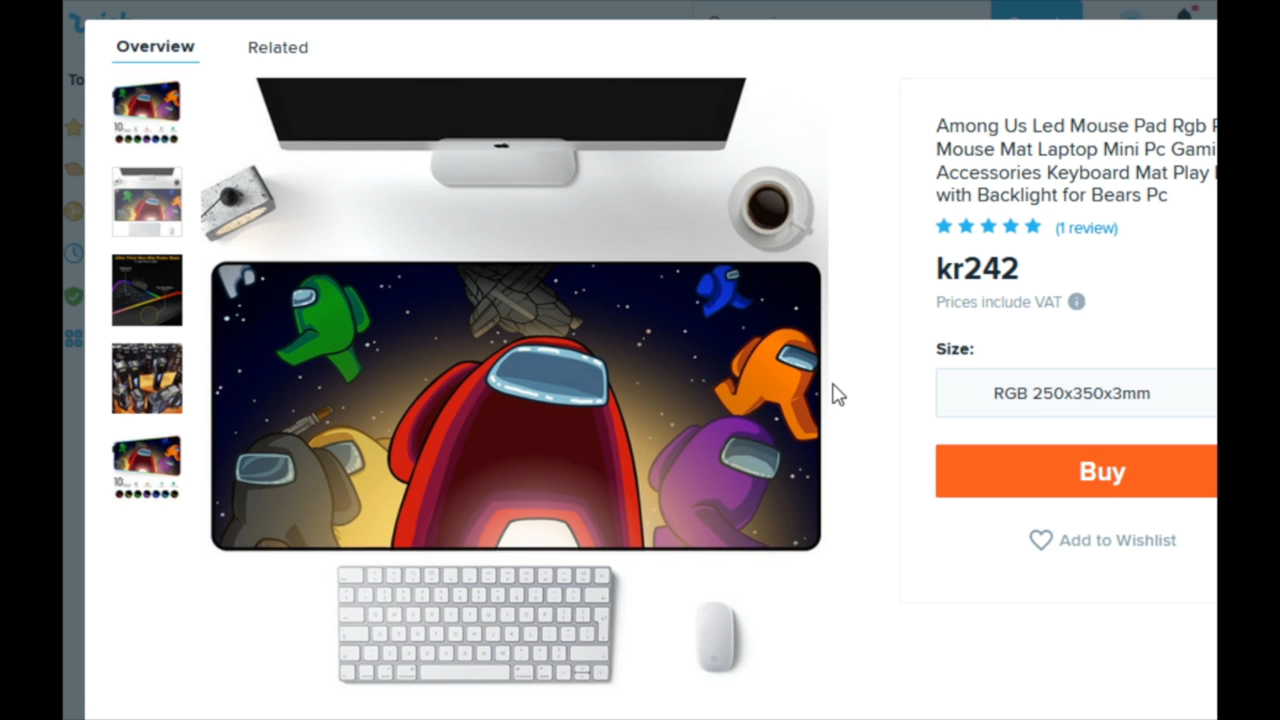 Overview
Related
To
Among Us Led Mouse Pad Rgb
Mouse Mat Laptop Mini Pc Gami
Accessories Keyboard Mat Play
with Backlight for Bears Pc
(1 review)
kr242
Prices include VAT
Size:
RGB 250x350x3mm
Buy
Add to Wishlist